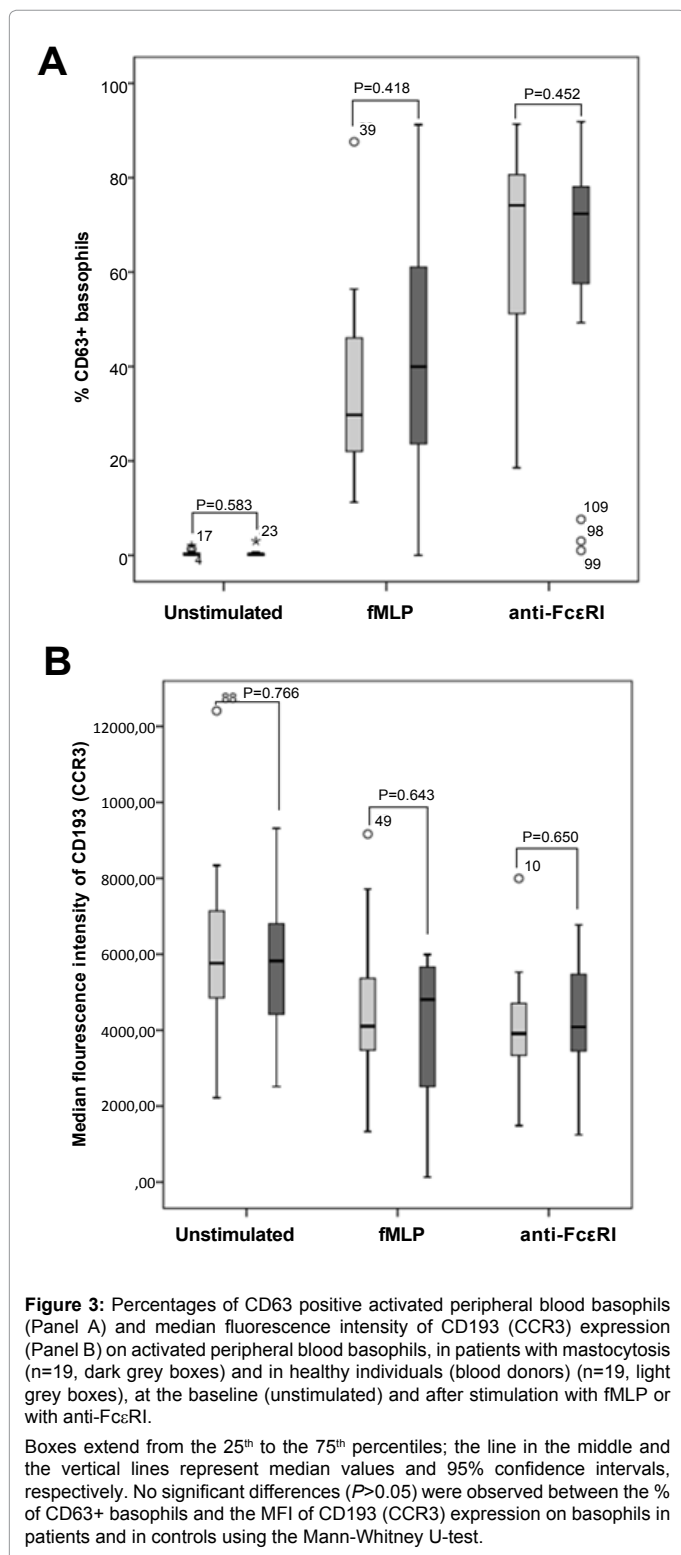 A
100
80
60
40
20
0
% CD63+ bassophils
P=0.583
17
23
P=0.418
39
P=0.452
109
98
99
Unstimulated
fMLP
anti-FcεRI
B
12000,00
1000,00
8000,00
6000,00
4000,00
2000,00
,00
Median flourescence intensity of CD193 (CCR3)
P=0.766
P=0.643
49
P=0.650
10
Unstimulated
fMLP
anti-FcεRI
Figure 3: Percentages of CD63 positive activated peripheral blood basophils
(Panel A) and median fluorescence intensity of CD193 (CCR3) expression
(Panel B) on activated peripheral blood basophils, in patients with mastocytosis
(n=19, dark grey boxes) and in healthy individuals (blood donors) (n=19, light
grey boxes), at the baseline (unstimulated) and after stimulation with fMLP or
with anti-FcεRI.
Boxes extend from the 25th to the 75th percentiles; the line in the middle and
the vertical lines represent median values and 95% confidence intervals,
respectively. No significant differences (P>0.05) were observed between the %
of CD63+ basophils and the MFI of CD193 (CCR3) expression on basophils in
patients and in controls using the Mann-Whitney U-test.